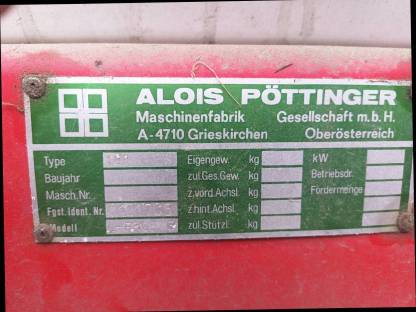 ALOIS PÖTTINGER
Maschinenfabrik Gesellschaft m.b.H.
A-4710 Grieskirchen Oberösterreich
Type Eigengew. kg kW
Baujahr zul.Ges.Gew. kg Betriebsdr.
Masch.Nr. z.vord.Achsl. kg Fördermenge
Fgst.Ident.Nr. z.hint.Achsl. kg
Modell zul.Stützl. kg